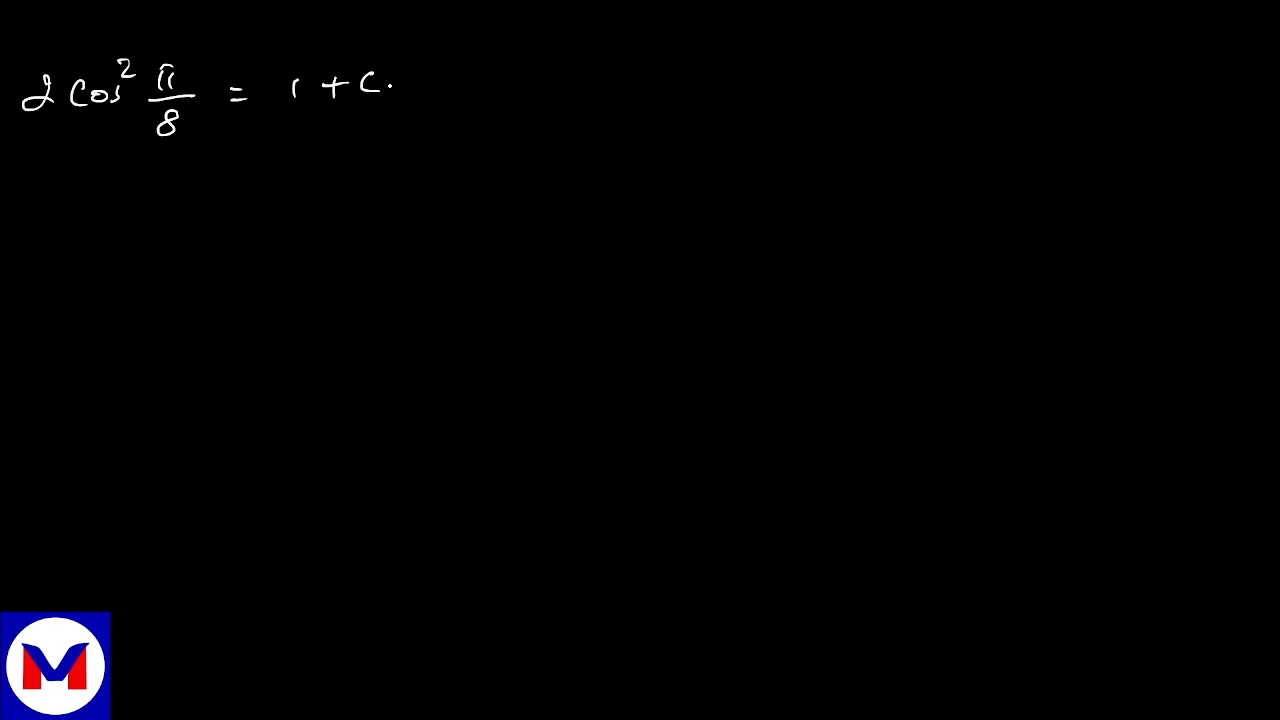 2 cos² π/8 = 1 + c.